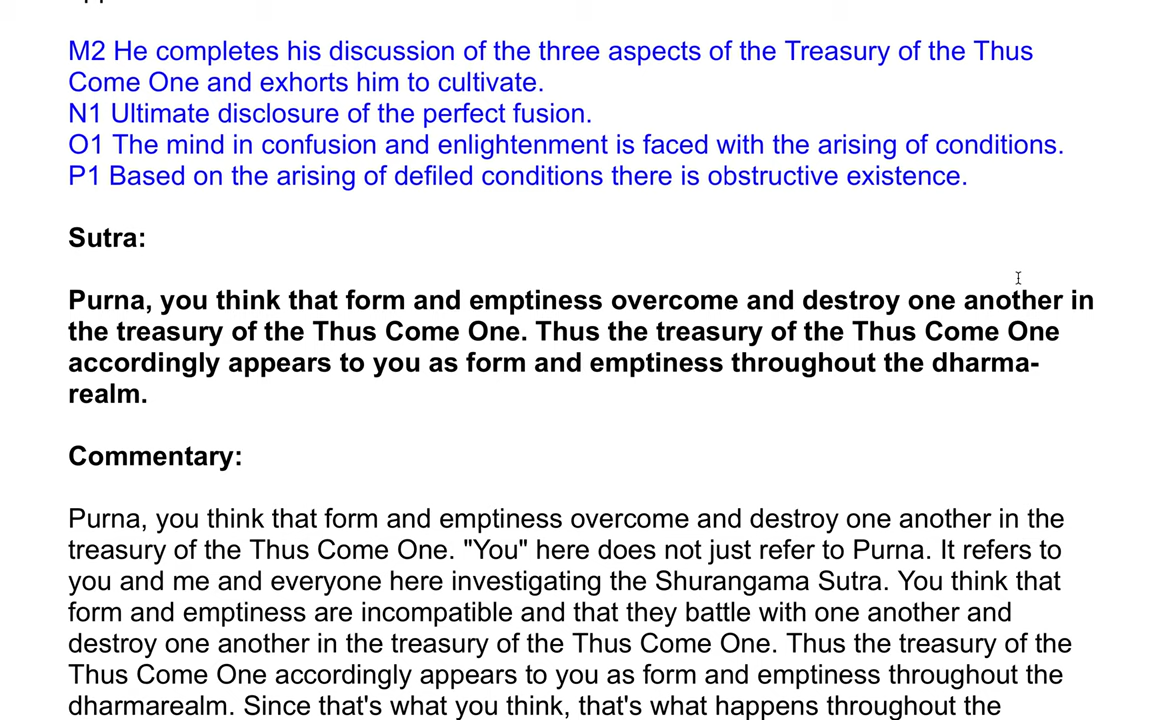 M2 He completes his discussion of the three aspects of the Treasury of the Thus
Come One and exhorts him to cultivate.
N1 Ultimate disclosure of the perfect fusion.
O1 The mind in confusion and enlightenment is faced with the arising of conditions.
P1 Based on the arising of defiled conditions there is obstructive existence.
Sutra:
Purna, you think that form and emptiness overcome and destroy one another in
the treasury of the Thus Come One. Thus the treasury of the Thus Come One
accordingly appears to you as form and emptiness throughout the dharma-
realm.
Commentary:
Purna, you think that form and emptiness overcome and destroy one another in the
treasury of the Thus Come One. "You" here does not just refer to Purna. It refers to
you and me and everyone here investigating the Shurangama Sutra. You think that
form and emptiness are incompatible and that they battle with one another and
destroy one another in the treasury of the Thus Come One. Thus the treasury of the
Thus Come One accordingly appears to you as form and emptiness throughout the
dharmarealm. Since that's what you think, that's what happens throughout the